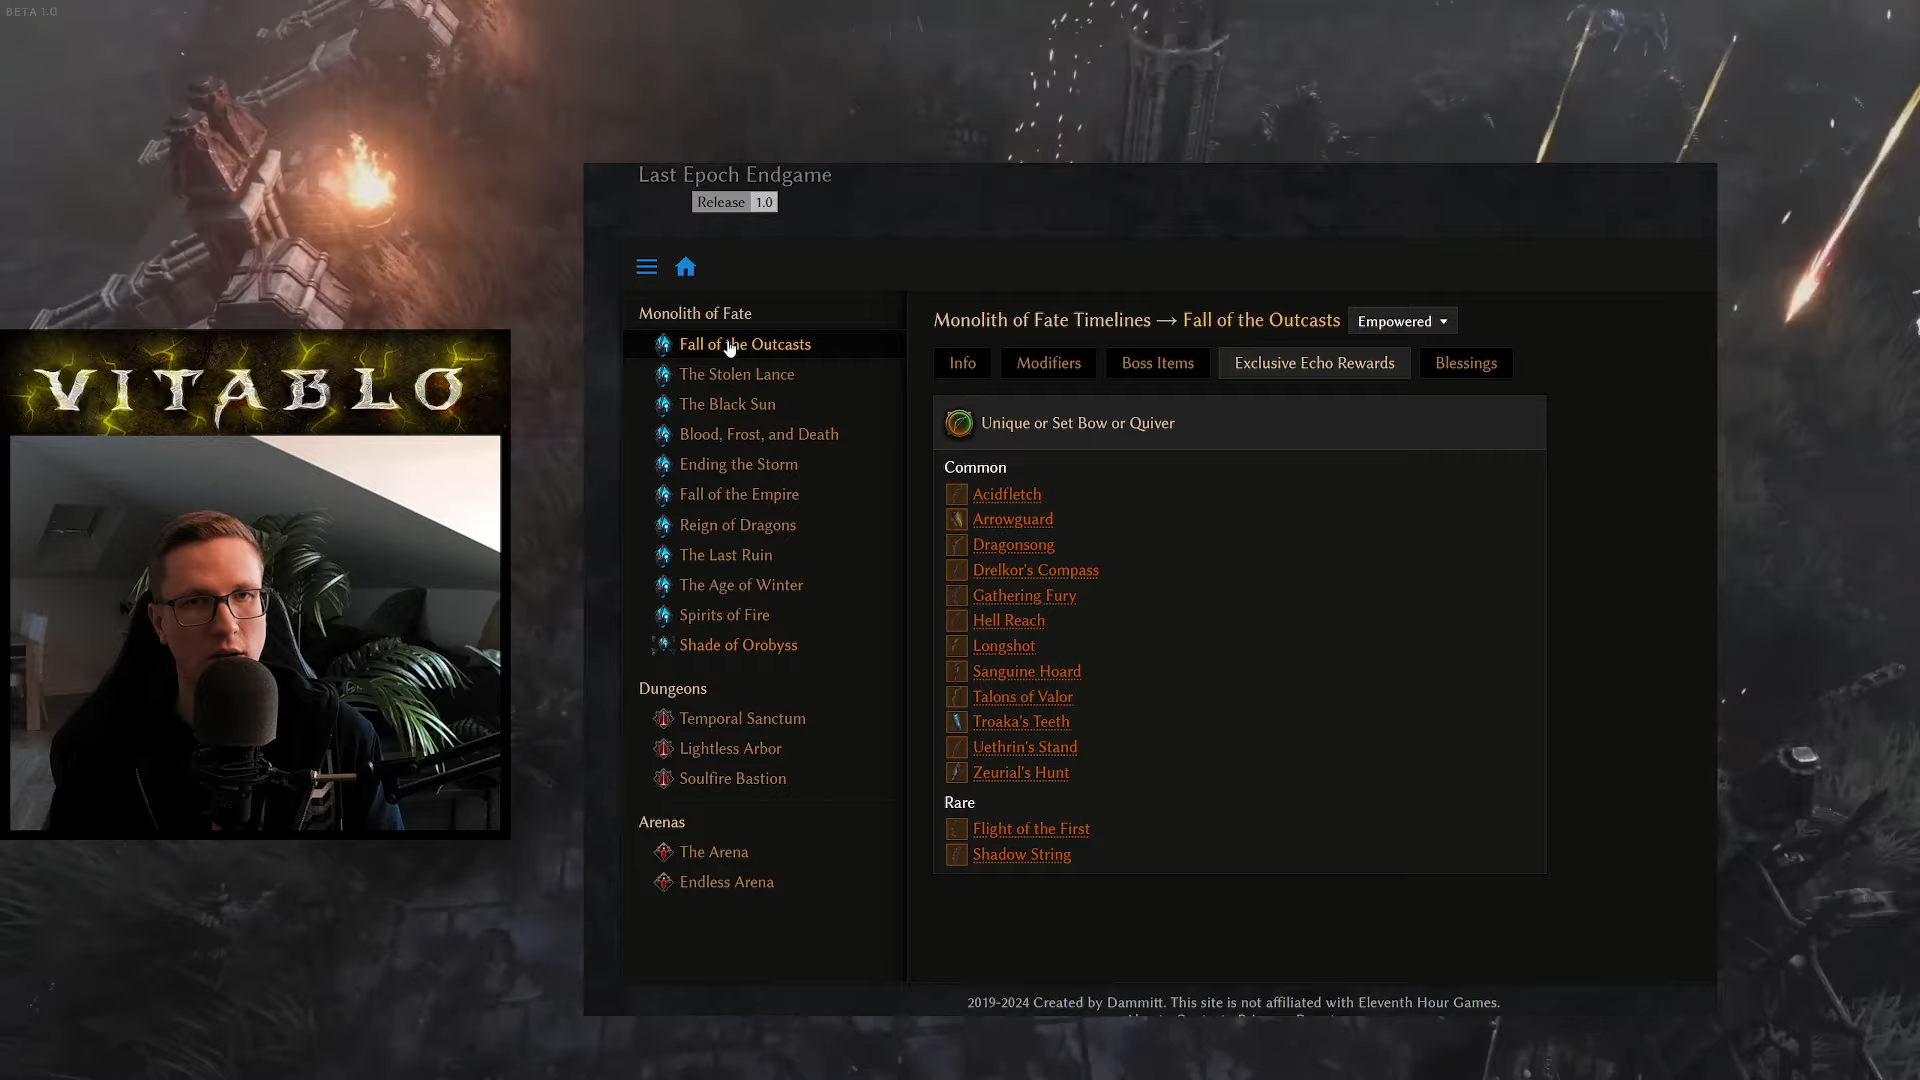 BETA 1.0
Last Epoch Endgame
Release 1.0
Monolith of Fate
Fall of the Outcasts
The Stolen Lance
The Black Sun
Blood, Frost, and Death
Ending the Storm
Fall of the Empire
Reign of Dragons
The Last Ruin
The Age of Winter
Spirits of Fire
Shade of Orobyss
Dungeons
Temporal Sanctum
Lightless Arbor
Soulfire Bastion
Arenas
The Arena
Endless Arena
Monolith of Fate Timelines → Fall of the Outcasts Empowered
Info Modifiers Boss Items Exclusive Echo Rewards Blessings
Unique or Set Bow or Quiver
Common
Acidfletch
Arrowguard
Dragonsong
Drelkor's Compass
Gathering Fury
Hell Reach
Longshot
Sanguine Hoard
Talons of Valor
Troaka's Teeth
Uethrin's Stand
Zeurial's Hunt
Rare
Flight of the First
Shadow String
2019-2024 Created by Dammitt. This site is not affiliated with Eleventh Hour Games.
VITABLO